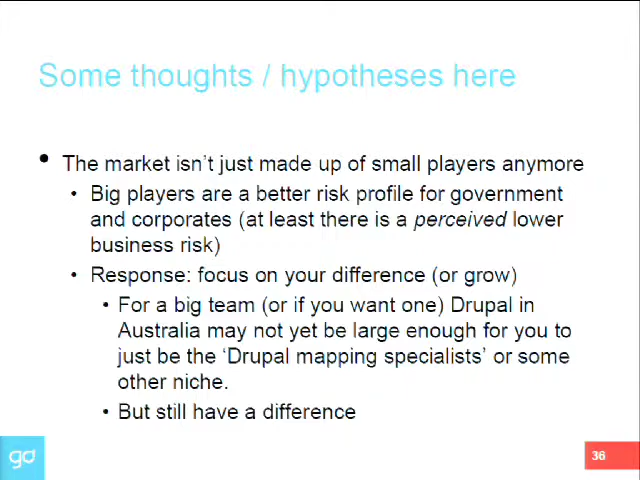 Some thoughts / hypotheses here
• The market isn't just made up of small players anymore
• Big players are a better risk profile for government
and corporates (at least there is a perceived lower
business risk)
• Response: focus on your difference (or grow)
• For a big team (or if you want one) Drupal in
Australia may not yet be large enough for you to
just be the 'Drupal mapping specialists' or some
other niche.
• But still have a difference
gd
36